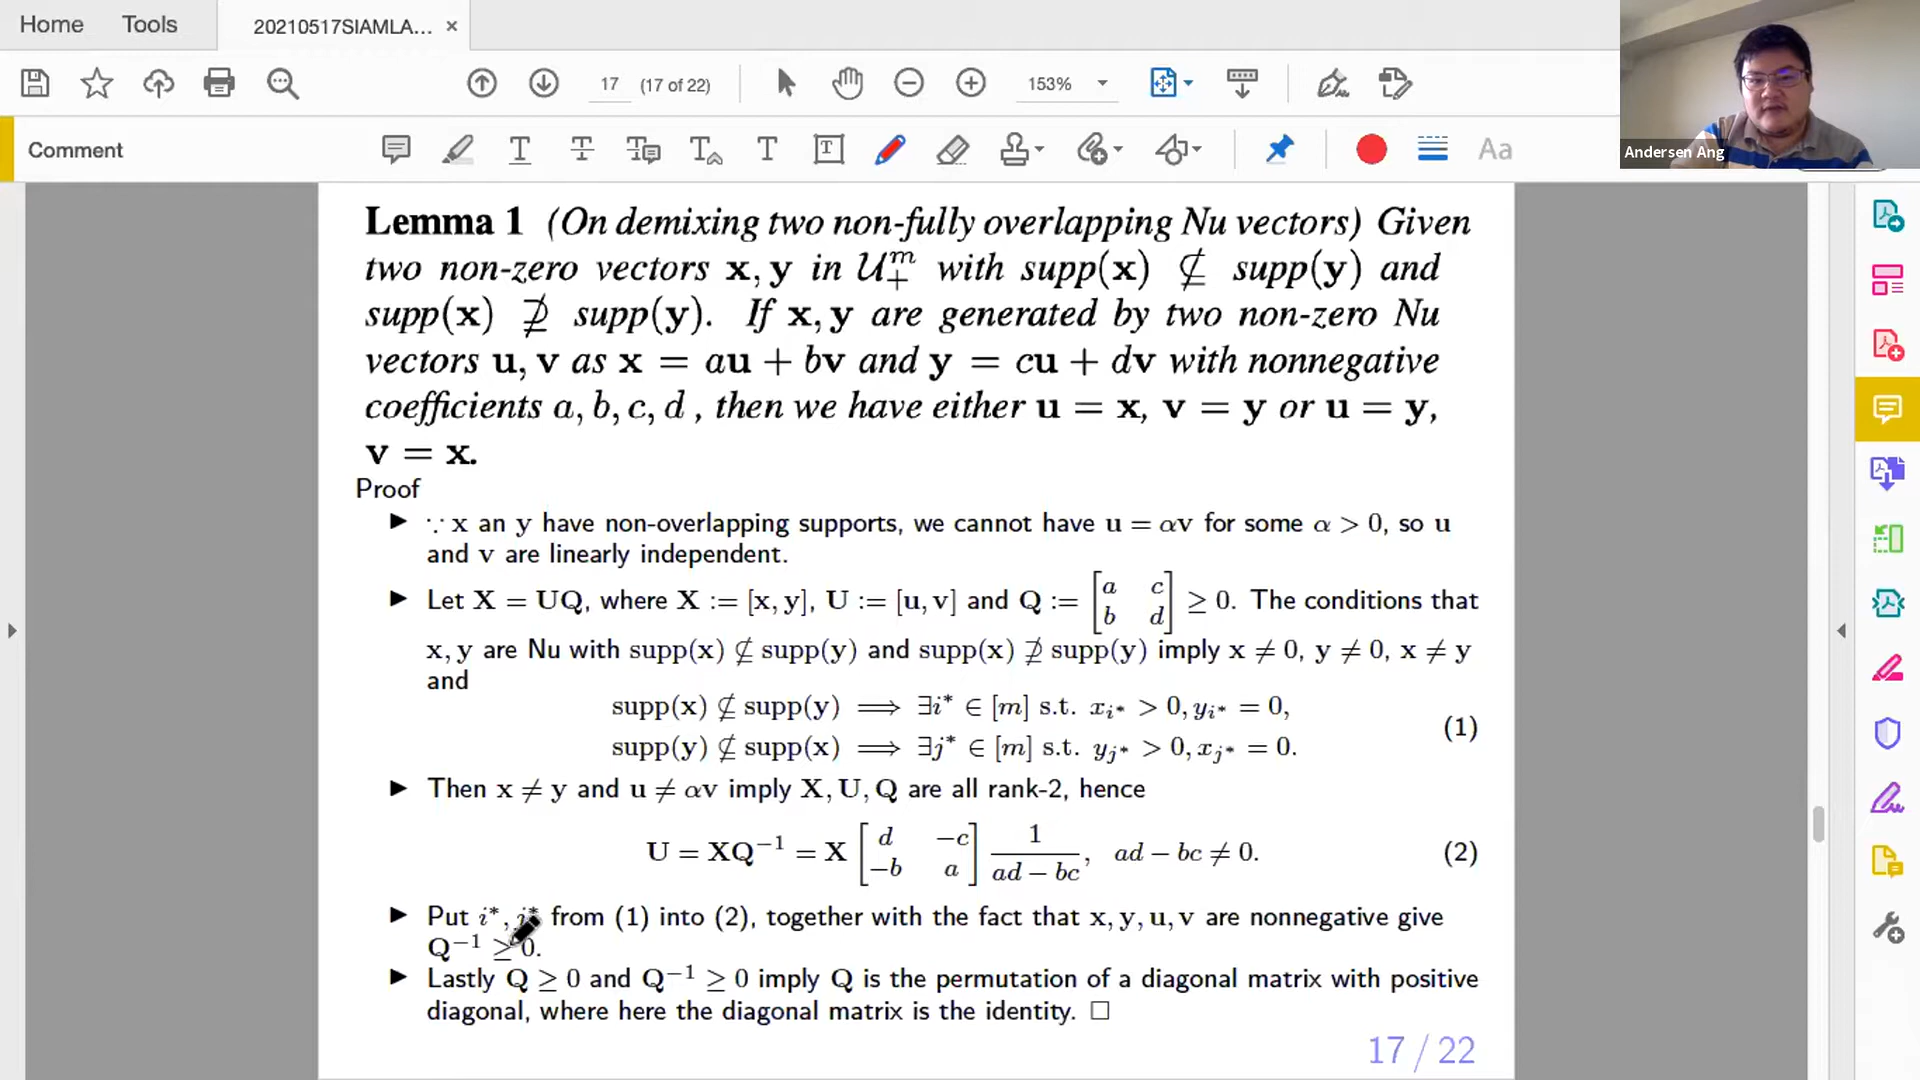 Home Tools 20210517SIAMLA... ×
17 (17 of 22) 153%
Comment Aa
Andersen Ang
Lemma 1 (On demixing two non-fully overlapping Nu vectors) Given
two non-zero vectors x, y in 𝒰₊ᵐ with supp(x) ⊈ supp(y) and
supp(x) ⊉ supp(y). If x, y are generated by two non-zero Nu
vectors u, v as x = au + bv and y = cu + dv with nonnegative
coefficients a, b, c, d , then we have either u = x, v = y or u = y,
v = x.
Proof
▶ ∵ x an y have non-overlapping supports, we cannot have u = αv for some α > 0, so u
and v are linearly independent.
▶ Let X = UQ, where X := [x, y], U := [u, v] and Q := [a c; b d] ≥ 0. The conditions that
x, y are Nu with supp(x) ⊈ supp(y) and supp(x) ⊉ supp(y) imply x ≠ 0, y ≠ 0, x ≠ y
and
supp(x) ⊈ supp(y) ⟹ ∃i* ∈ [m] s.t. x_{i*} > 0, y_{i*} = 0,
(1)
supp(y) ⊈ supp(x) ⟹ ∃j* ∈ [m] s.t. y_{j*} > 0, x_{j*} = 0.
▶ Then x ≠ y and u ≠ αv imply X, U, Q are all rank-2, hence
U = XQ⁻¹ = X [d −c; −b a] 1/(ad − bc), ad − bc ≠ 0. (2)
▶ Put i*, j* from (1) into (2), together with the fact that x, y, u, v are nonnegative give
Q⁻¹ ≥ 0.
▶ Lastly Q ≥ 0 and Q⁻¹ ≥ 0 imply Q is the permutation of a diagonal matrix with positive
diagonal, where here the diagonal matrix is the identity. □
17 / 22